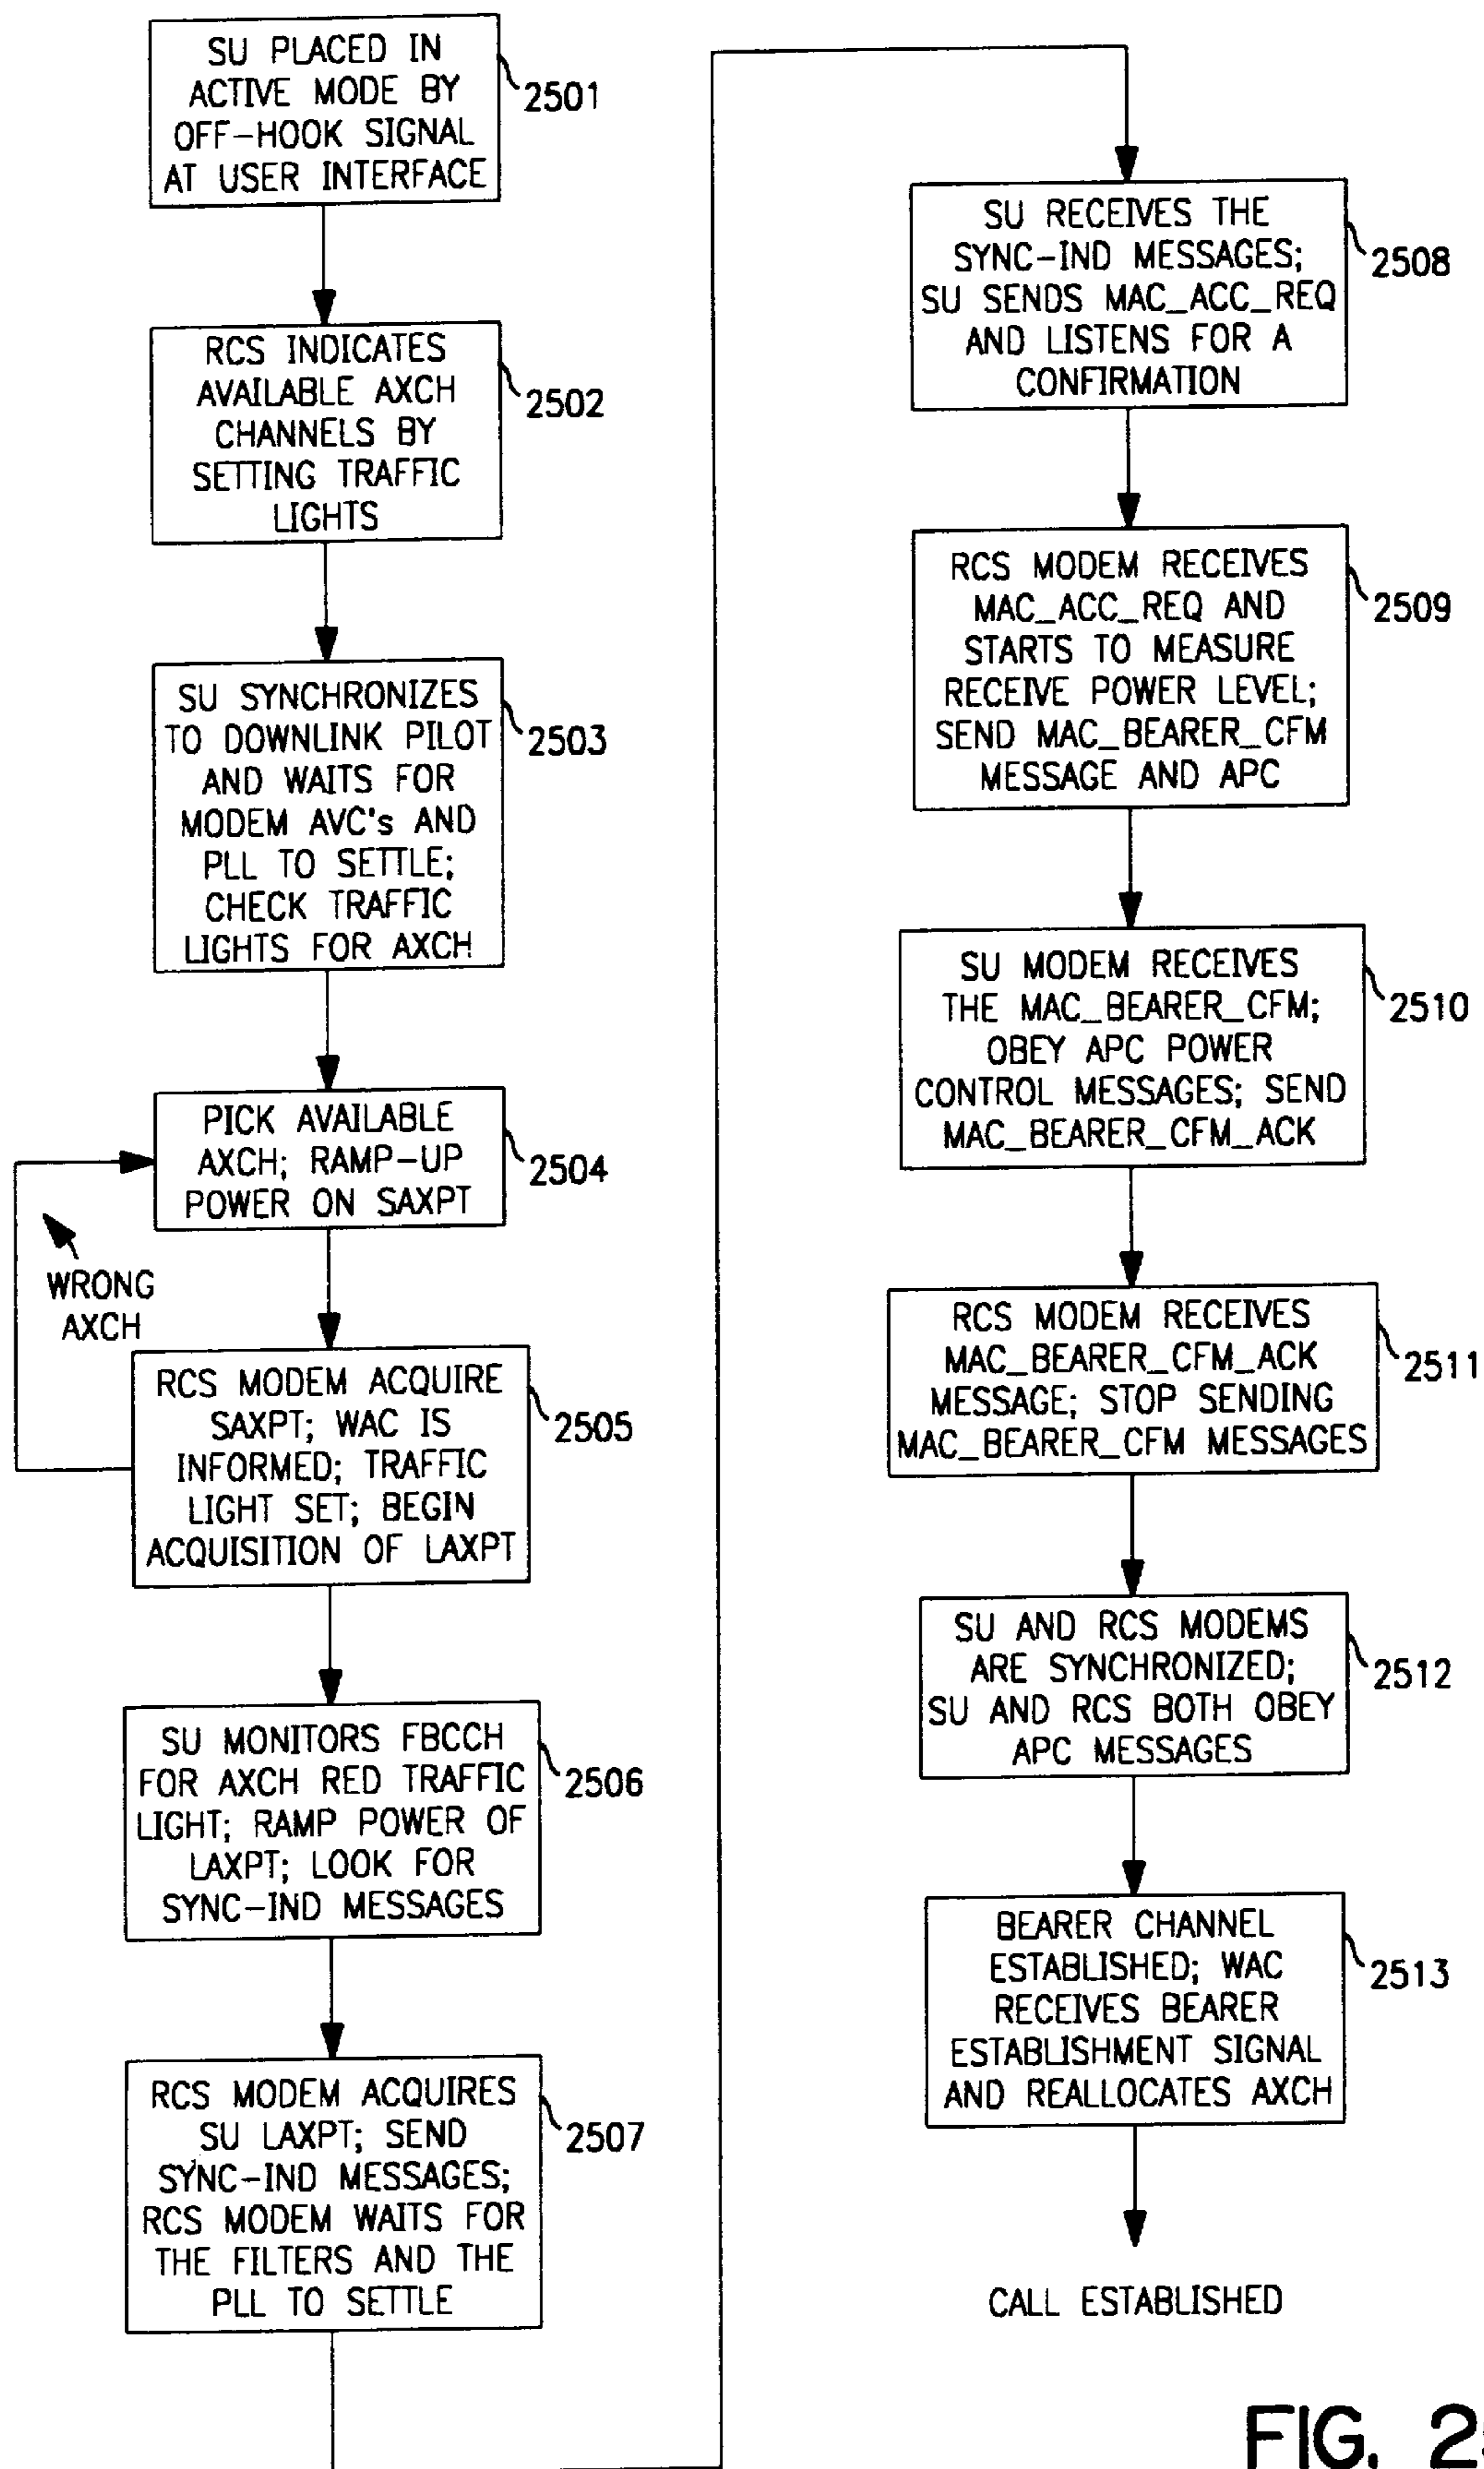 SU PLACED IN
ACTIVE MODE BY
OFF-HOOK SIGNAL
AT USER INTERFACE
2501
RCS INDICATES
AVAILABLE AXCH
CHANNELS BY
SETTING TRAFFIC
LIGHTS
2502
SU SYNCHRONIZES
TO DOWNLINK PILOT
AND WAITS FOR
MODEM AVC's AND
PLL TO SETTLE;
CHECK TRAFFIC
LIGHTS FOR AXCH
2503
PICK AVAILABLE
AXCH; RAMP-UP
POWER ON SAXPT
2504
WRONG
AXCH
RCS MODEM ACQUIRE
SAXPT; WAC IS
INFORMED; TRAFFIC
LIGHT SET; BEGIN
ACQUISITION OF LAXPT
2505
SU MONITORS FBCCH
FOR AXCH RED TRAFFIC
LIGHT; RAMP POWER OF
LAXPT; LOOK FOR
SYNC-IND MESSAGES
2506
RCS MODEM ACQUIRES
SU LAXPT; SEND
SYNC-IND MESSAGES;
RCS MODEM WAITS FOR
THE FILTERS AND THE
PLL TO SETTLE
2507
SU RECEIVES THE
SYNC-IND MESSAGES;
SU SENDS MAC_ACC_REQ
AND LISTENS FOR A
CONFIRMATION
2508
RCS MODEM RECEIVES
MAC_ACC_REQ AND
STARTS TO MEASURE
RECEIVE POWER LEVEL;
SEND MAC_BEARER_CFM
MESSAGE AND APC
2509
SU MODEM RECEIVES
THE MAC_BEARER_CFM;
OBEY APC POWER
CONTROL MESSAGES; SEND
MAC_BEARER_CFM_ACK
2510
RCS MODEM RECEIVES
MAC_BEARER_CFM_ACK
MESSAGE; STOP SENDING
MAC_BEARER_CFM MESSAGES
2511
SU AND RCS MODEMS
ARE SYNCHRONIZED;
SU AND RCS BOTH OBEY
APC MESSAGES
2512
BEARER CHANNEL
ESTABLISHED; WAC
RECEIVES BEARER
ESTABLISHMENT SIGNAL
AND REALLOCATES AXCH
2513
CALL ESTABLISHED
FIG. 2